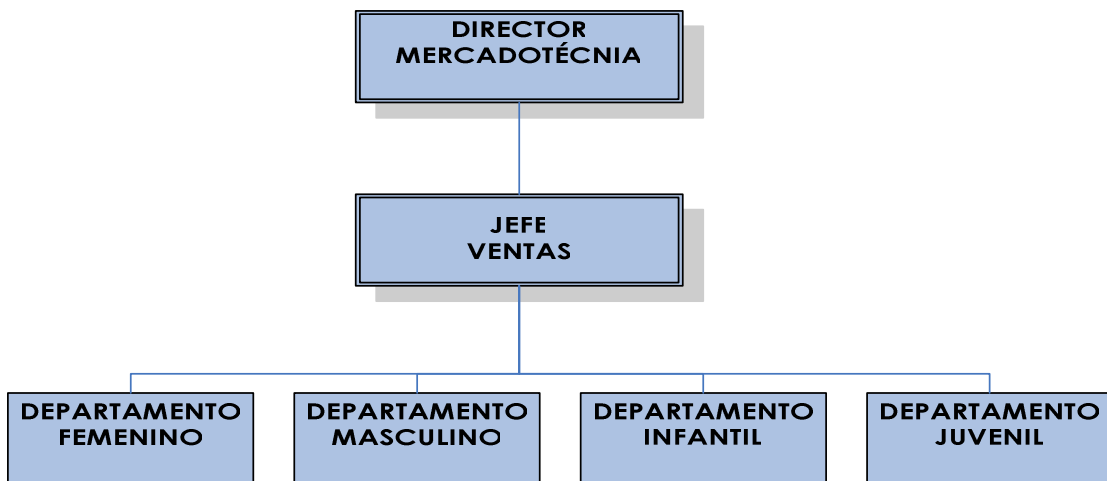 DIRECTOR
MERCADOTÉCNIA
JEFE
VENTAS
DEPARTAMENTO
FEMENINO
DEPARTAMENTO
MASCULINO
DEPARTAMENTO
INFANTIL
DEPARTAMENTO
JUVENIL